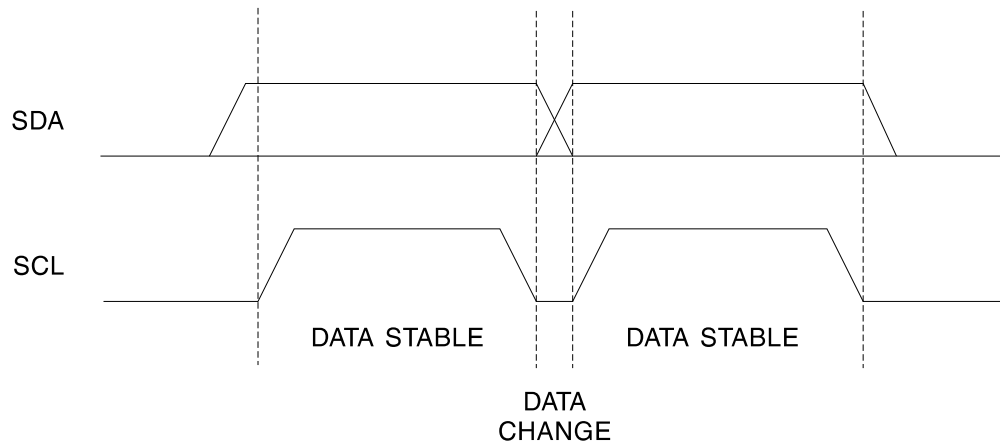 SDA
SCL
DATA STABLE
DATA STABLE
DATA
CHANGE